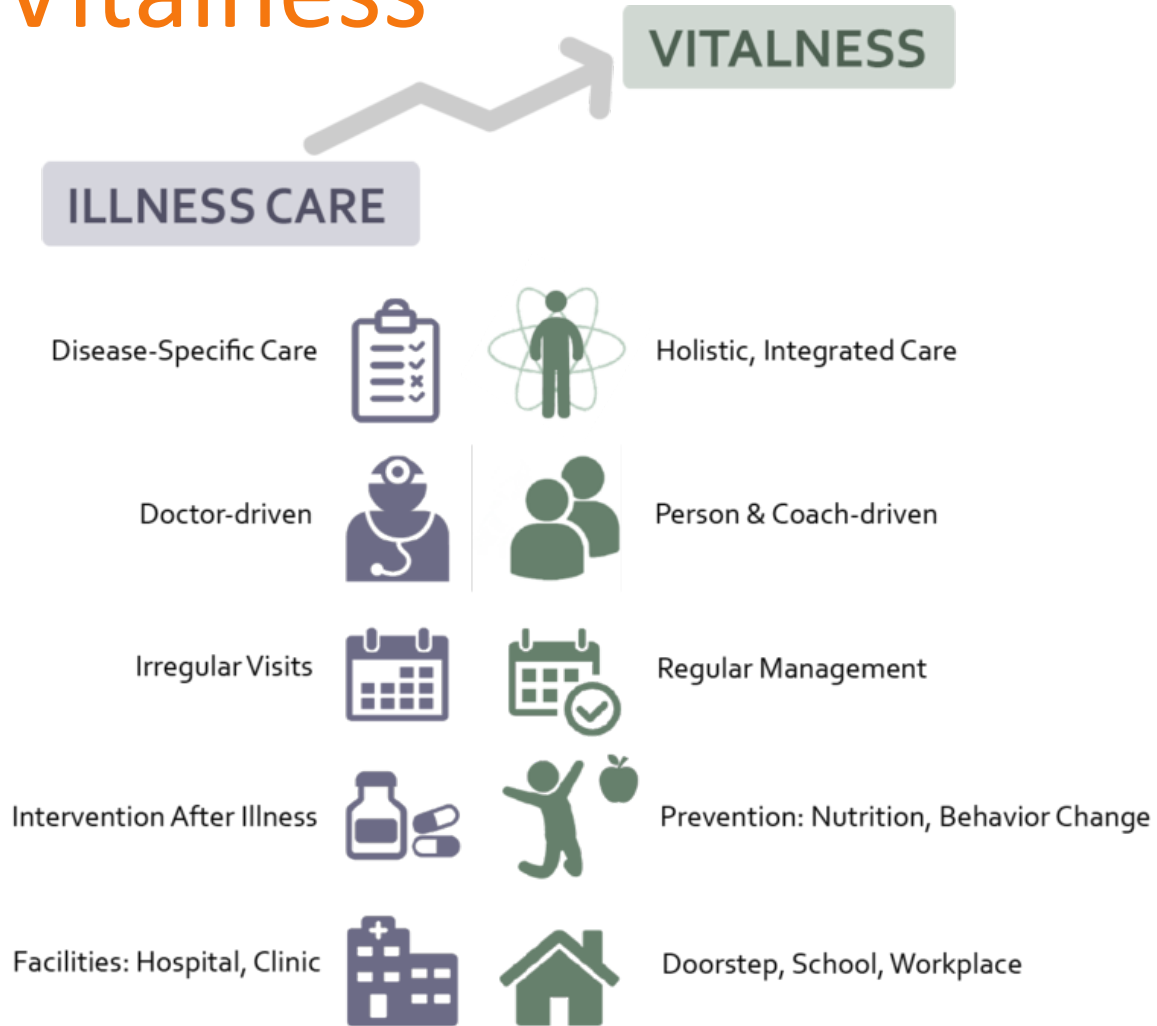 Vitalness
VITALNESS
ILLNESS CARE
Disease-Specific Care
Holistic, Integrated Care
Doctor-driven
Person & Coach-driven
Irregular Visits
Regular Management
Intervention After Illness
Prevention: Nutrition, Behavior Change
Facilities: Hospital, Clinic
Doorstep, School, Workplace